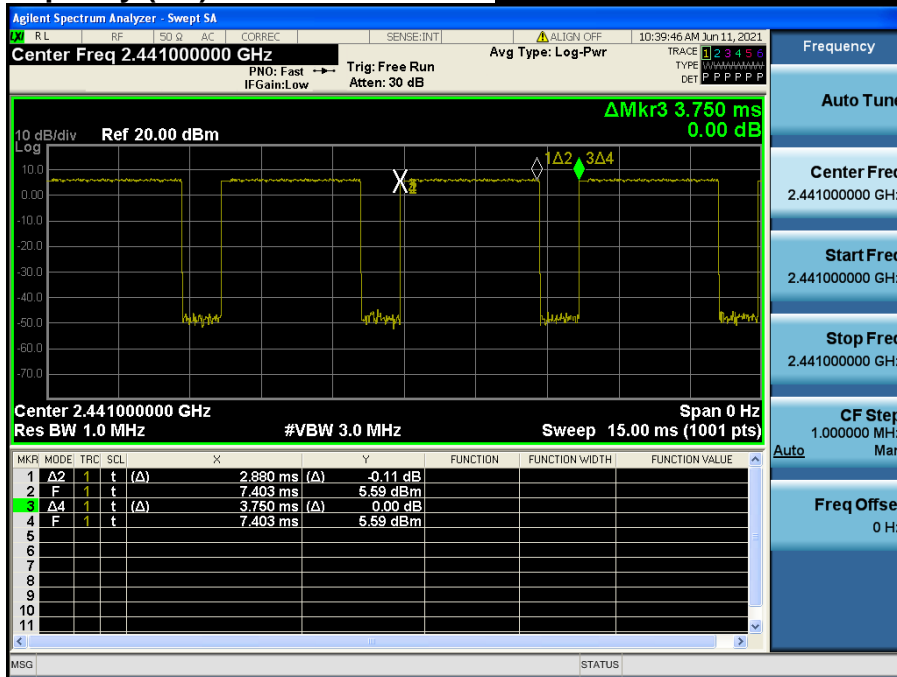 Agilent Spectrum Analyzer - Swept SA
LXI RL RF 50 Ω AC CORREC SENSE:INT ALIGN OFF 10:39:46 AM Jun 11, 2021
Center Freq 2.441000000 GHz Avg Type: Log-Pwr TRACE 1 2 3 4 5 6
PNO: Fast Trig: Free Run TYPE
IFGain:Low Atten: 30 dB DET P P P P P P
Frequency
ΔMkr3 3.750 ms
0.00 dB
10 dB/div Ref 20.00 dBm
Log
1Δ2 3Δ4
10.0
0.00
-10.0
-20.0
-30.0
-40.0
-50.0
-60.0
-70.0
Center 2.441000000 GHz Span 0 Hz
Res BW 1.0 MHz #VBW 3.0 MHz Sweep 15.00 ms (1001 pts)
MKR MODE TRC SCL X Y FUNCTION FUNCTION WIDTH FUNCTION VALUE
1 Δ2 1 t (Δ) 2.880 ms (Δ) -0.11 dB
2 F 1 t 7.403 ms 5.59 dBm
3 Δ4 1 t (Δ) 3.750 ms (Δ) 0.00 dB
4 F 1 t 7.403 ms 5.59 dBm
5
6
7
8
9
10
11
MSG STATUS
Auto Tune
Center Freq
2.441000000 GHz
Start Freq
2.441000000 GHz
Stop Freq
2.441000000 GHz
CF Step
1.000000 MHz
Auto Man
Freq Offset
0 Hz